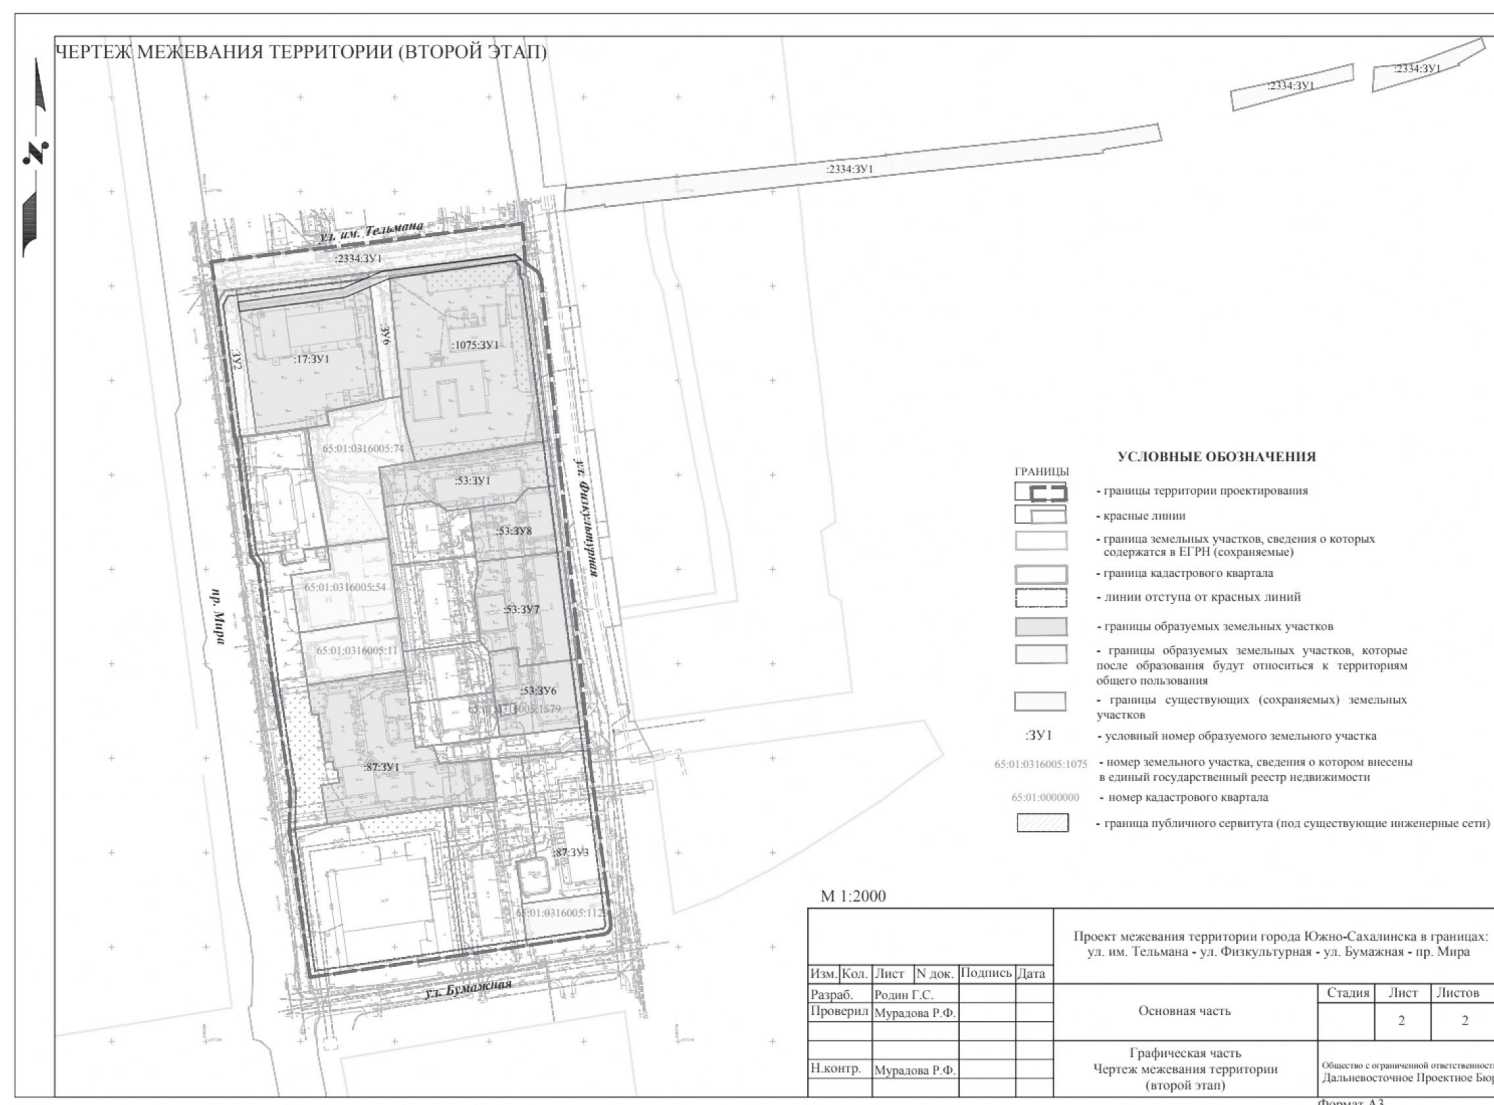 ЧЕРТЕЖ МЕЖЕВАНИЯ ТЕРРИТОРИИ (ВТОРОЙ ЭТАП)
:2334:ЗУ1
:2334:ЗУ1
:2334:ЗУ1
ул. им. Тельмана
:2334:ЗУ1
:ЗУ2
:17:ЗУ1
:ЗУ6
:1075:ЗУ1
65:01:0316005:74
:53:ЗУ1
ул. Физкультурная
:53:ЗУ8
65:01:0316005:54
:53:ЗУ7
пр. Мира
65:01:0316005:11
:53:ЗУ6
:87:ЗУ1
:87:ЗУ3
ул. Бумажная
УСЛОВНЫЕ ОБОЗНАЧЕНИЯ
ГРАНИЦЫ
- границы территории проектирования
- красные линии
- граница земельных участков, сведения о которых
содержатся в ЕГРН (сохраняемые)
- граница кадастрового квартала
- линии отступа от красных линий
- границы образуемых земельных участков
- границы образуемых земельных участков, которые
после образования будут относиться к территориям
общего пользования
- границы существующих (сохраняемых) земельных
участков
:ЗУ1 - условный номер образуемого земельного участка
65:01:0316005:1075 - номер земельного участка, сведения о котором внесены
в единый государственный реестр недвижимости
65:01:0000000 - номер кадастрового квартала
- граница публичного сервитута (под существующие инженерные сети)
М 1:2000
Проект межевания территории города Южно-Сахалинска в границах:
ул. им. Тельмана - ул. Физкультурная - ул. Бумажная - пр. Мира
Изм. Кол. Лист N док. Подпись Дата
Разраб. Родин Г.С.
Проверил Мурадова Р.Ф.
Н.контр. Мурадова Р.Ф.
Основная часть
Стадия Лист Листов
2 2
Графическая часть
Чертеж межевания территории
(второй этап)
Общество с ограниченной ответственност
Дальневосточное Проектное Бюр
Формат А3